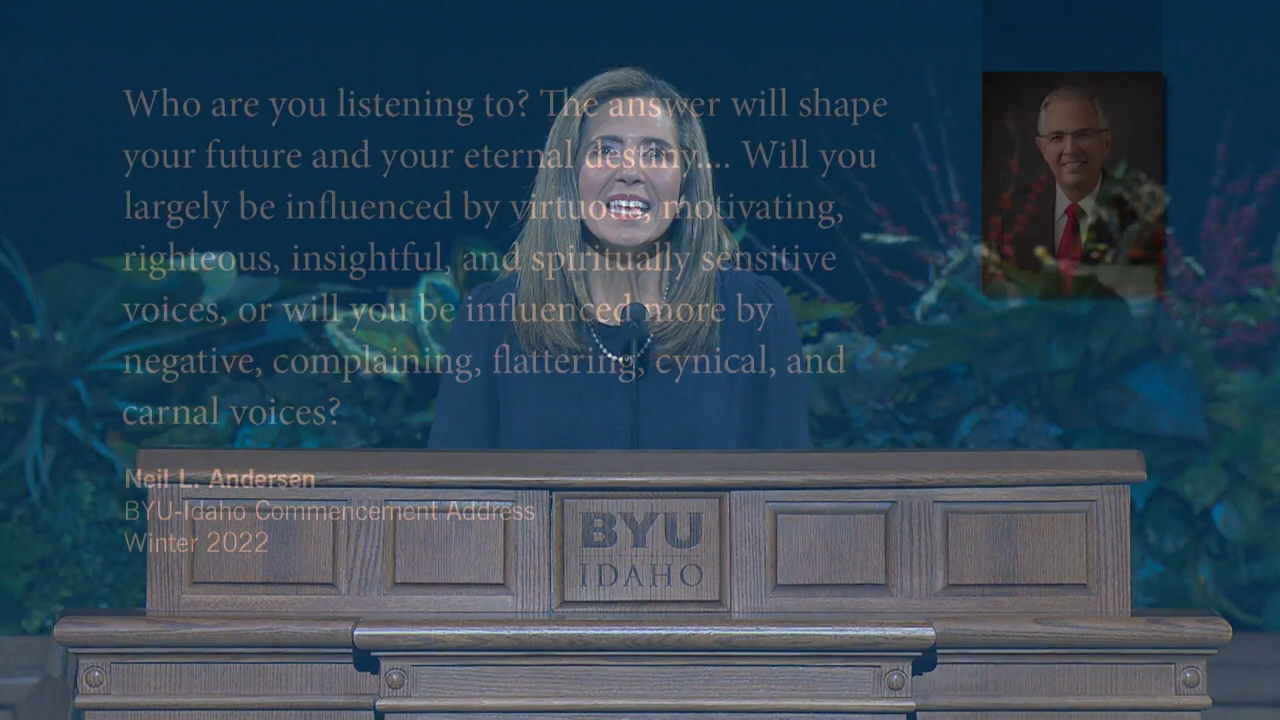 Who are you listening to? The answer will shape
your future and your eternal destiny.... Will you
largely be influenced by virtuous, motivating,
righteous, insightful, and spiritually sensitive
voices, or will you be influenced more by
negative, complaining, flattering, cynical, and
carnal voices?
Neil L. Andersen
BYU-Idaho Commencement Address
Winter 2022
BYU
IDAHO